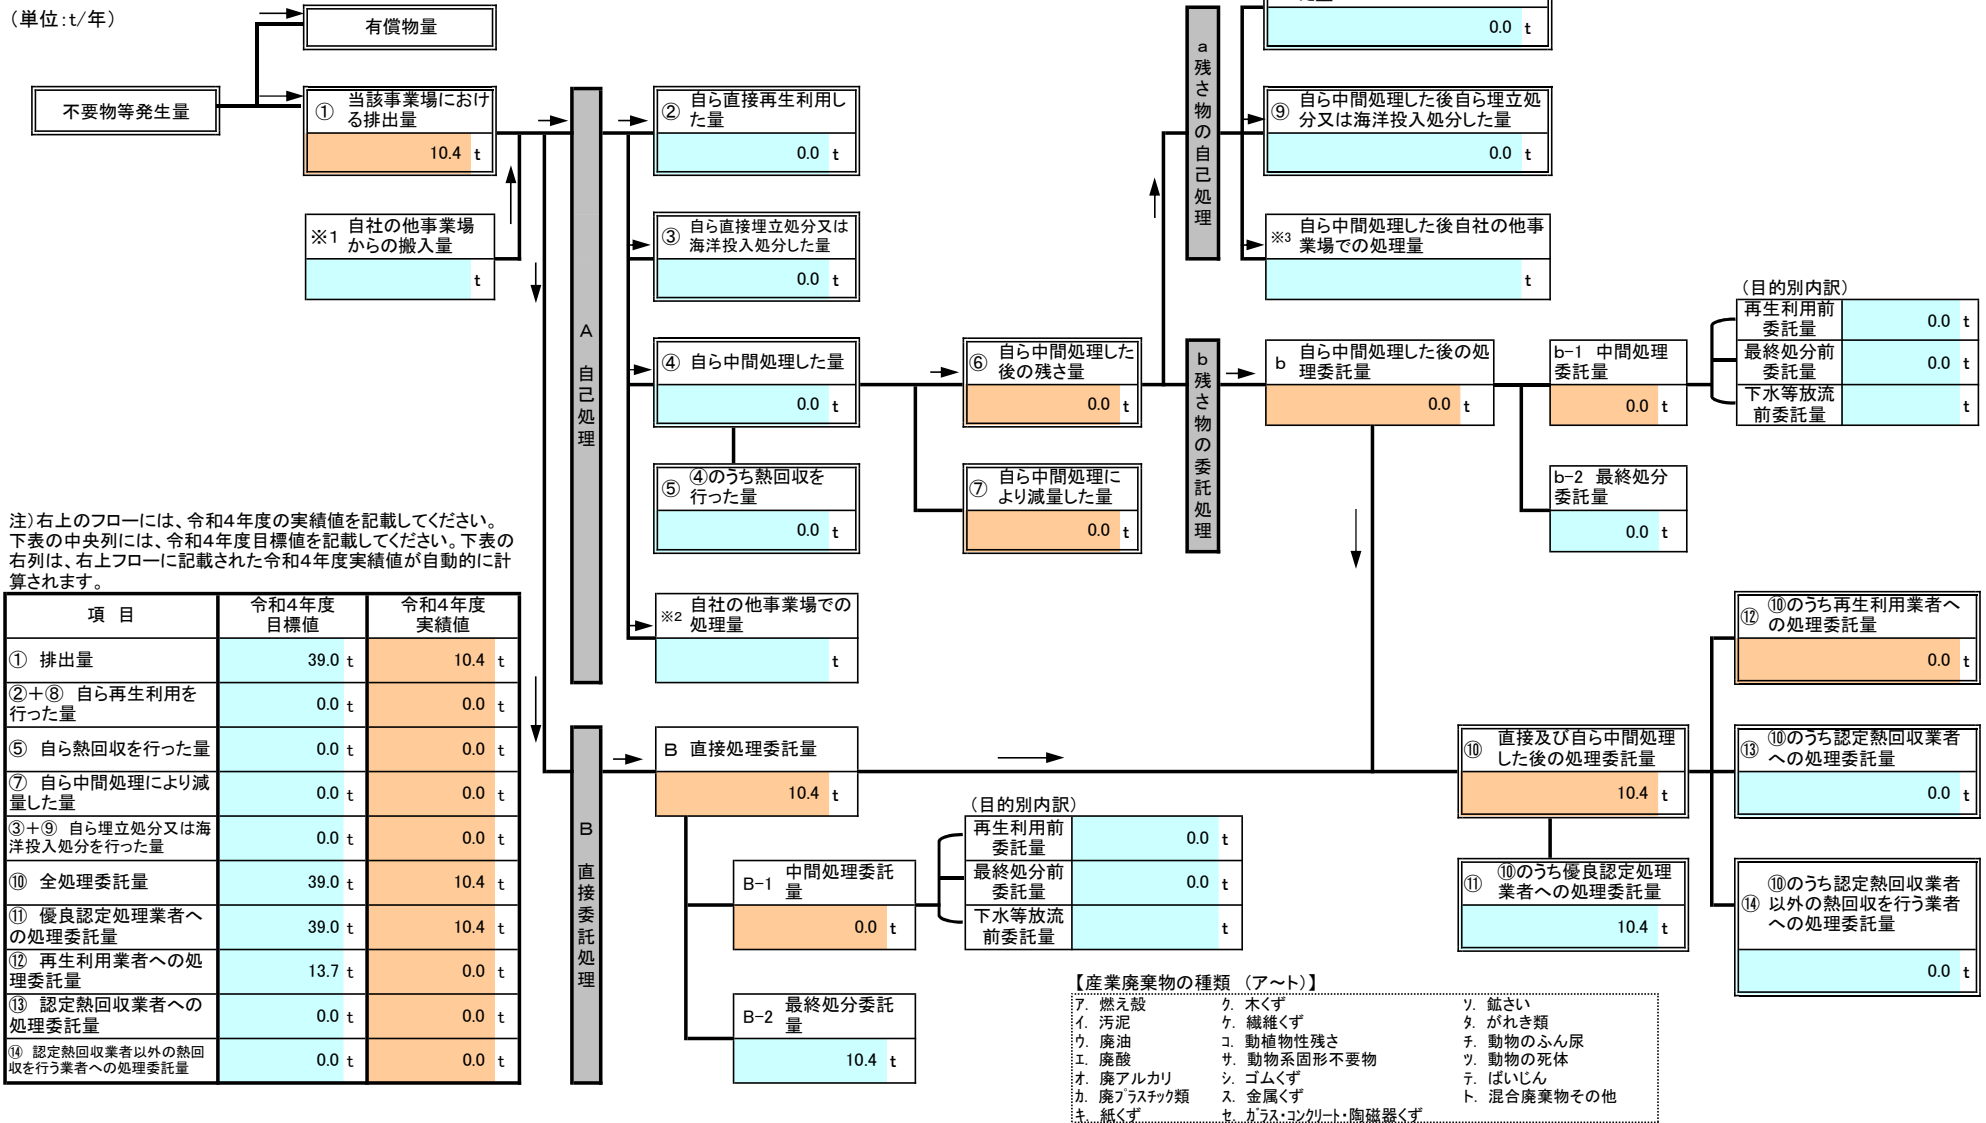 （単位：t/年）
有償物量
不要物等発生量
① 当該事業場におけ
る排出量
10.4 t
※1 自社の他事業場
からの搬入量
t
A 自己処理
② 自ら直接再生利用し
た量
0.0 t
③ 自ら直接埋立処分又は
海洋投入処分した量
0.0 t
④ 自ら中間処理した量
0.0 t
⑤ ④のうち熱回収を
行った量
0.0 t
※2 自社の他事業場での
処理量
t
⑥ 自ら中間処理した
後の残さ量
0.0 t
⑦ 自ら中間処理に
より減量した量
0.0 t
a 残さ物の自己処理
0.0 t
⑨ 自ら中間処理した後自ら埋立処
分又は海洋投入処分した量
0.0 t
※3 自ら中間処理した後自社の他事
業場での処理量
t
b 残さ物の委託処理
b 自ら中間処理した後の処
理委託量
0.0 t
b-1 中間処理
委託量
0.0 t
b-2 最終処分
委託量
0.0 t
（目的別内訳）
再生利用前
委託量
0.0 t
最終処分前
委託量
0.0 t
下水等放流
前委託量
t
注）右上のフローには、令和４年度の実績値を記載してください。
下表の中央列には、令和４年度目標値を記載してください。下表の
右列は、右上フローに記載された令和４年度実績値が自動的に計
算されます。
項 目
令和４年度
目標値
令和４年度
実績値
① 排出量 39.0 t 10.4 t
②＋⑧ 自ら再生利用を
行った量 0.0 t 0.0 t
⑤ 自ら熱回収を行った量 0.0 t 0.0 t
⑦ 自ら中間処理により減
量した量 0.0 t 0.0 t
③＋⑨ 自ら埋立処分又は海
洋投入処分を行った量 0.0 t 0.0 t
⑩ 全処理委託量 39.0 t 10.4 t
⑪ 優良認定処理業者へ
の処理委託量 39.0 t 10.4 t
⑫ 再生利用業者への処
理委託量 13.7 t 0.0 t
⑬ 認定熱回収業者への
処理委託量 0.0 t 0.0 t
⑭ 認定熱回収業者以外の熱回
収を行う業者への処理委託量 0.0 t 0.0 t
B 直接委託処理
B 直接処理委託量
10.4 t
B-1 中間処理委託
量
0.0 t
B-2 最終処分委託
量
10.4 t
（目的別内訳）
再生利用前
委託量
0.0 t
最終処分前
委託量
0.0 t
下水等放流
前委託量
t
⑩ 直接及び自ら中間処理
した後の処理委託量
10.4 t
⑪ ⑩のうち優良認定処理
業者への処理委託量
10.4 t
⑫ ⑩のうち再生利用業者へ
の処理委託量
0.0 t
⑬ ⑩のうち認定熱回収業者
への処理委託量
0.0 t
⑭ ⑩のうち認定熱回収業者
以外の熱回収を行う業者
への処理委託量
0.0 t
【産業廃棄物の種類 （ア～ト）】
ア. 燃え殻 ク. 木くず ソ. 鉱さい
イ. 汚泥 ケ. 繊維くず タ. がれき類
ウ. 廃油 コ. 動植物性残さ チ. 動物のふん尿
エ. 廃酸 サ. 動物系固形不要物 ツ. 動物の死体
オ. 廃アルカリ シ. ゴムくず テ. ばいじん
カ. 廃プラスチック類 ス. 金属くず ト. 混合廃棄物その他
キ. 紙くず セ. ガラス・コンクリート・陶磁器くず